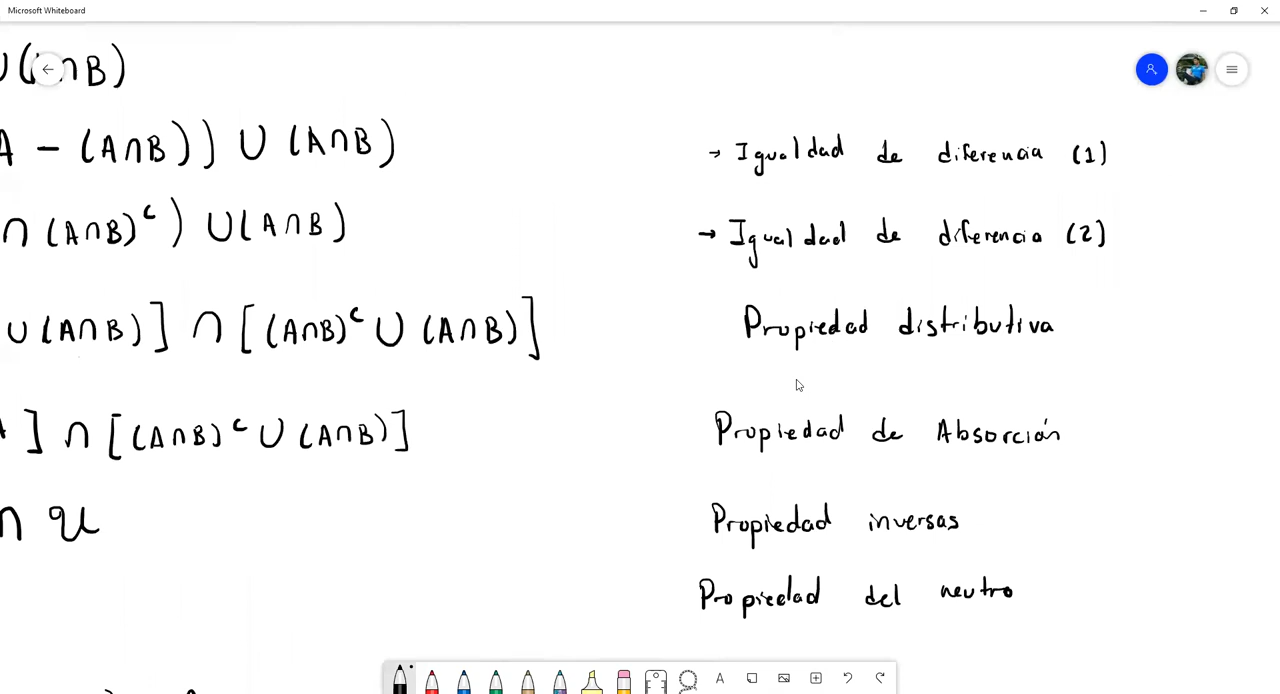 Microsoft Whiteboard
∪(A∩B)
A - (A∩B)) ∪ (A∩B) → Igualdad de diferencia (1)
∩ (A∩B)ᶜ) ∪(A∩B) → Igualdad de diferencia (2)
∪(A∩B)] ∩ [(A∩B)ᶜ ∪ (A∩B)] Propiedad distributiva
] ∩ [(A∩B)ᶜ ∪ (A∩B)] Propiedad de Absorción
∩ 𝒰 Propiedad inversas
Propiedad del neutro
A